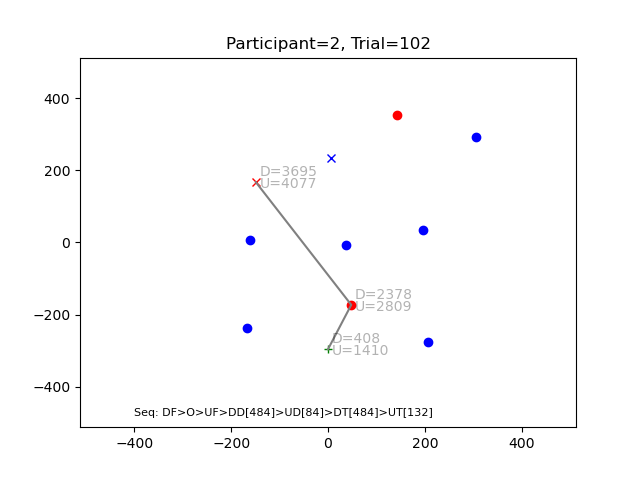 Participant=2, Trial=102
400
200
0
−200
−400
D=3695
U=4077
D=2378
U=2809
D=408
U=1410
Seq: DF>O>UF>DD[484]>UD[84]>DT[484]>UT[132]
−400 −200 0 200 400